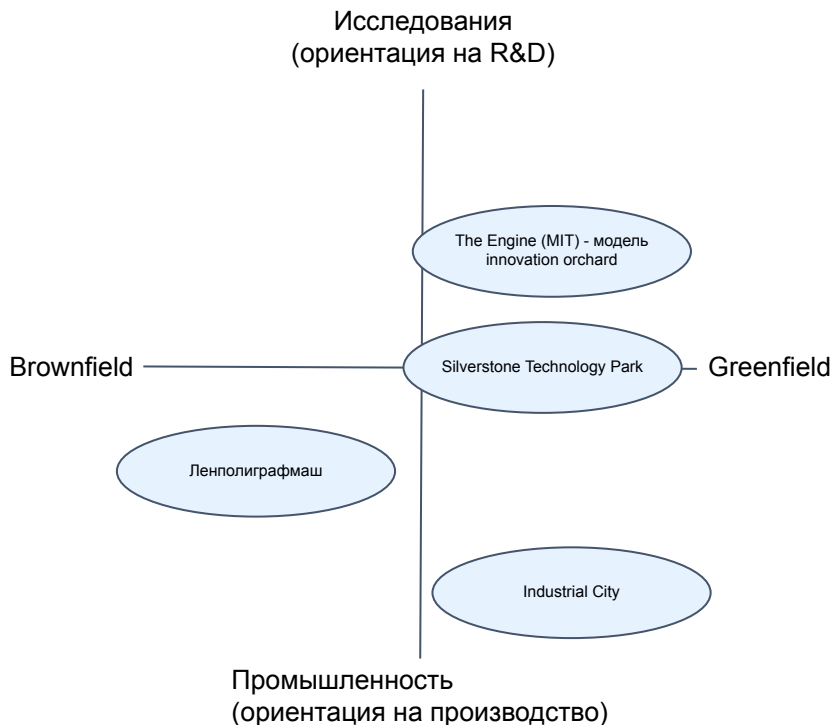 Исследования
(ориентация на R&D)
The Engine (MIT) - модель
innovation orchard
Brownfield
Silverstone Technology Park
Greenfield
Ленполиграфмаш
Industrial City
Промышленность
(ориентация на производство)